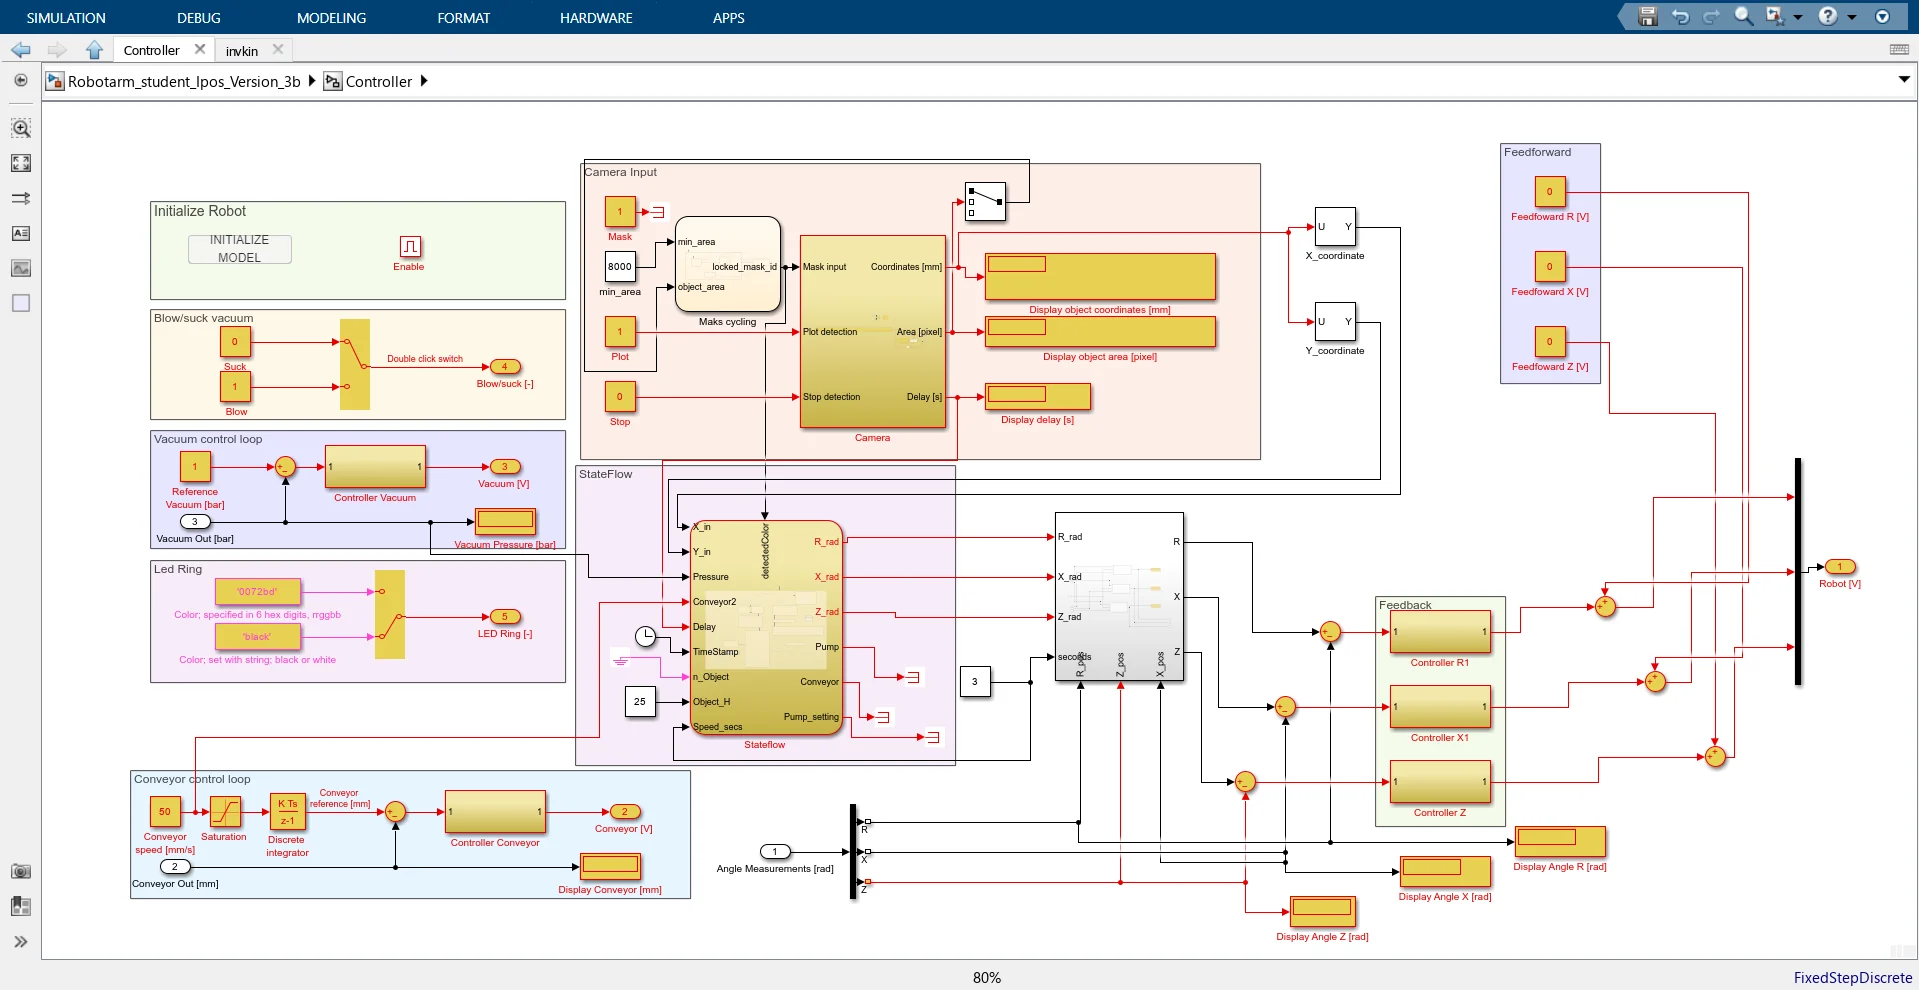 SIMULATION DEBUG MODELING FORMAT HARDWARE APPS
Controller invkin
Robotarm_student_Ipos_Version_3b Controller
Initialize Robot
INITIALIZE
MODEL
Enable
Blow/suck vacuum
0
Suck
1
Blow
Double click switch
4
Blow/suck [-]
Vacuum control loop
1
Reference
Vacuum [bar]
+
-
1 1
Controller Vacuum
3
Vacuum [V]
3
Vacuum Out [bar]
Vacuum Pressure [bar]
Led Ring
'0072bd'
Color; specified in 6 hex digits, rrggbb
'black'
Color; set with string; black or white
5
LED Ring [-]
Conveyor control loop
50
Conveyor
speed [mm/s]
Saturation
K Ts
z-1
Discrete
integrator
Conveyor
reference [mm]
+
-
1 1
Controller Conveyor
2
Conveyor [V]
2
Conveyor Out [mm]
Display Conveyor [mm]
Camera Input
1
Mask
8000
min_area
1
Plot
0
Stop
min_area
locked_mask_id
object_area
Maks cycling
Mask input
Coordinates [mm]
Plot detection
Area [pixel]
Stop detection
Delay [s]
Camera
Display object coordinates [mm]
Display object area [pixel]
Display delay [s]
U Y
X_coordinate
U Y
Y_coordinate
StateFlow
X_in
Y_in
Pressure
Conveyor2
Delay
TimeStamp
n_Object
Object_H
Speed_secs
detectedColor
R_rad
X_rad
Z_rad
Pump
Conveyor
Pump_setting
Stateflow
25
3
R_rad
X_rad
Z_rad
seconds
R_pos
Z_pos
X_pos
R
X
Z
1
Angle Measurements [rad]
R
X
Z
+
-
+
-
+
-
Feedback
1 1
Controller R1
1 1
Controller X1
1 1
Controller Z
Display Angle R [rad]
Display Angle X [rad]
Display Angle Z [rad]
Feedforward
0
Feedfoward R [V]
0
Feedfoward X [V]
0
Feedfoward Z [V]
+
+
+
+
+
+
1
Robot [V]
80%
FixedStepDiscrete